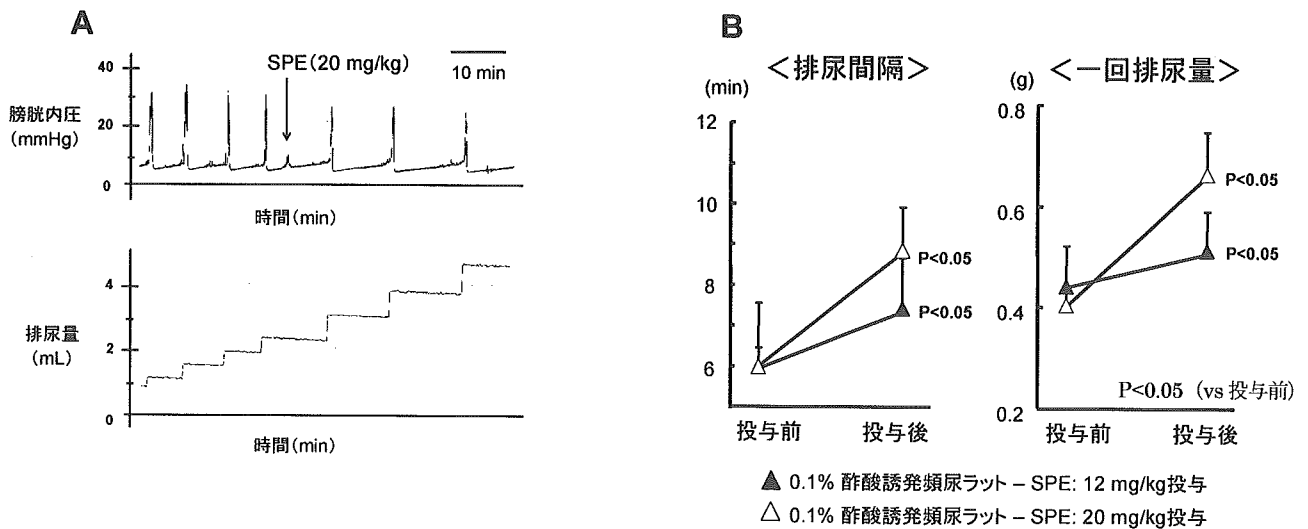 A
SPE(20 mg/kg)
10 min
40
20
0
膀胱内圧
(mmHg)
時間(min)
4
2
0
排尿量
(mL)
時間(min)
B
＜排尿間隔＞
(min)
12
10
8
6
P<0.05
P<0.05
投与前
投与後
＜一回排尿量＞
(g)
0.8
0.6
0.4
0.2
P<0.05
P<0.05
P<0.05 (vs 投与前)
投与前
投与後
▲ 0.1% 酢酸誘発頻尿ラット – SPE: 12 mg/kg投与
△ 0.1% 酢酸誘発頻尿ラット – SPE: 20 mg/kg投与